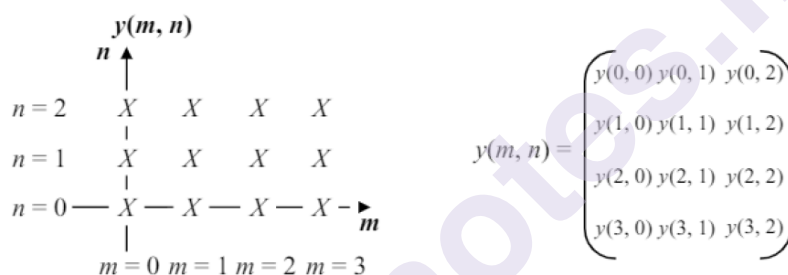 y(m, n)
n
n = 2 X X X X
n = 1 X X X X
n = 0 X X X X
m
m = 0 m = 1 m = 2 m = 3
y(m, n) =
y(0, 0) y(0, 1) y(0, 2)
y(1, 0) y(1, 1) y(1, 2)
y(2, 0) y(2, 1) y(2, 2)
y(3, 0) y(3, 1) y(3, 2)